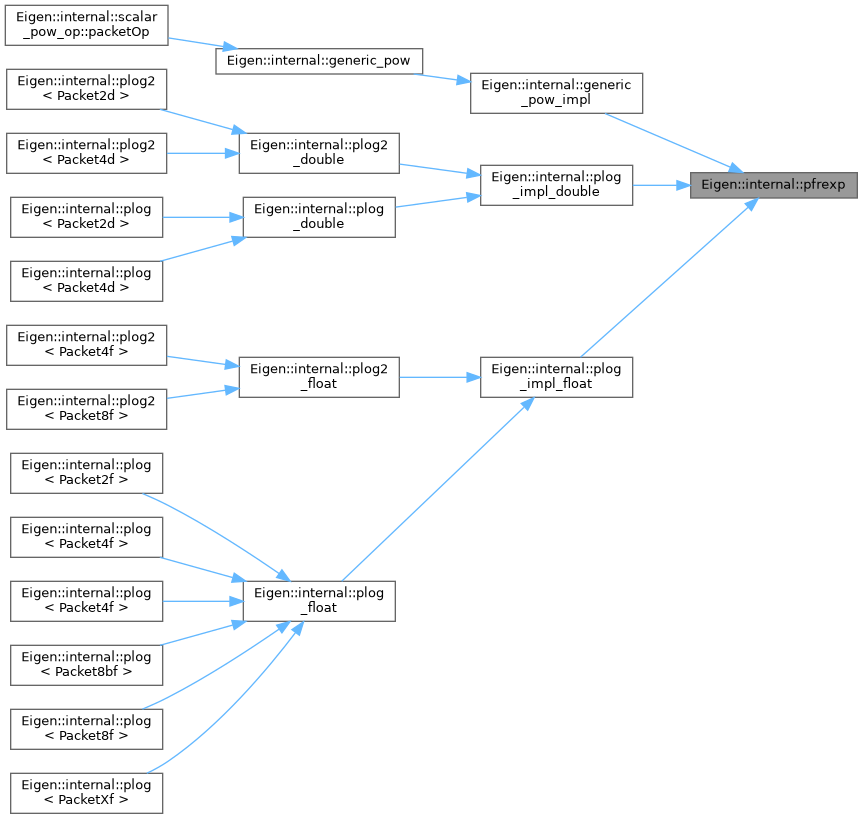 Eigen::internal::scalar
_pow_op::packetOp
Eigen::internal::generic_pow
Eigen::internal::generic
_pow_impl
Eigen::internal::plog2
< Packet2d >
Eigen::internal::plog2
< Packet4d >
Eigen::internal::plog2
_double
Eigen::internal::plog
_impl_double
Eigen::internal::pfrexp
Eigen::internal::plog
< Packet2d >
Eigen::internal::plog
_double
Eigen::internal::plog
< Packet4d >
Eigen::internal::plog2
< Packet4f >
Eigen::internal::plog2
_float
Eigen::internal::plog
_impl_float
Eigen::internal::plog2
< Packet8f >
Eigen::internal::plog
< Packet2f >
Eigen::internal::plog
< Packet4f >
Eigen::internal::plog
< Packet4f >
Eigen::internal::plog
_float
Eigen::internal::plog
< Packet8bf >
Eigen::internal::plog
< Packet8f >
Eigen::internal::plog
< PacketXf >